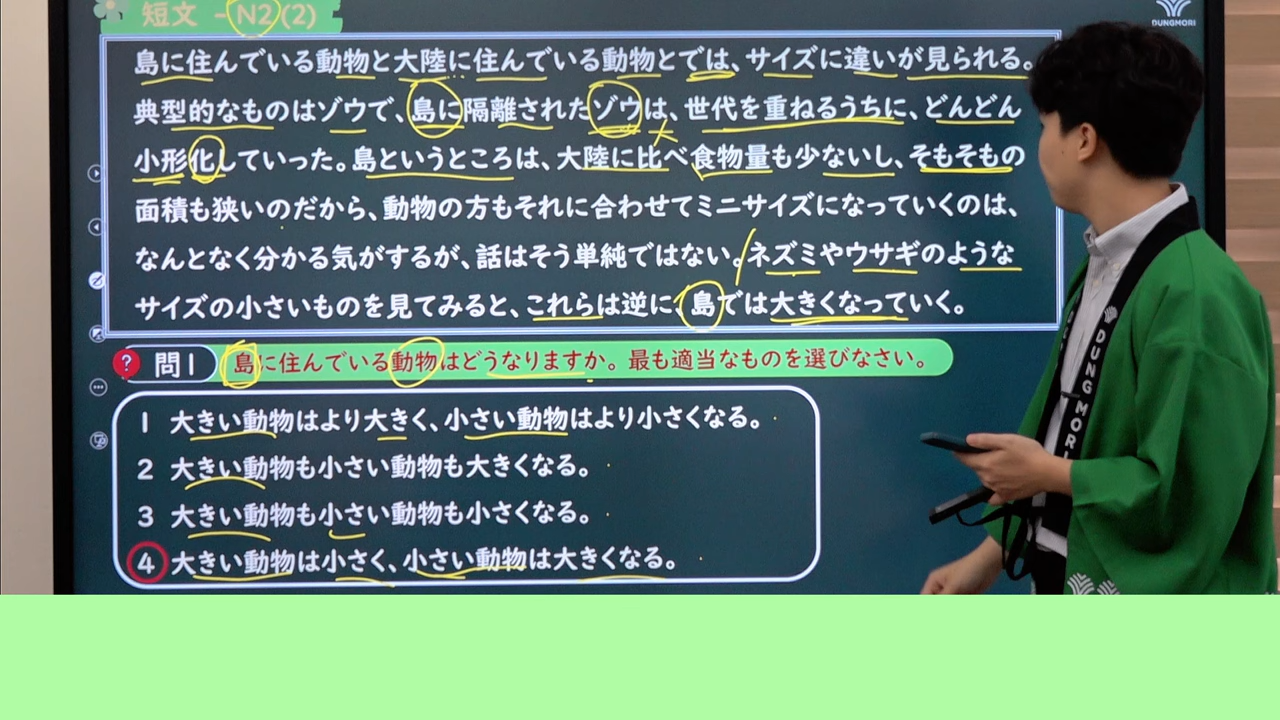 短文 - N2 (2)
DUNGMORI
島に住んでいる動物と大陸に住んでいる動物とでは、サイズに違いが見られる。
典型的なものはゾウで、島に隔離されたゾウは、世代を重ねるうちに、どんどん
小形化していった。島というところは、大陸に比べ食物量も少ないし、そもそもの
面積も狭いのだから、動物の方もそれに合わせてミニサイズになっていくのは、
なんとなく分かる気がするが、話はそう単純ではない。ネズミやウサギのような
サイズの小さいものを見てみると、これらは逆に、島では大きくなっていく。
? 問1 島に住んでいる動物はどうなりますか。最も適当なものを選びなさい。
1 大きい動物はより大きく、小さい動物はより小さくなる。
2 大きい動物も小さい動物も大きくなる。
3 大きい動物も小さい動物も小さくなる。
4 大きい動物は小さく、小さい動物は大きくなる。
DUNGMORI